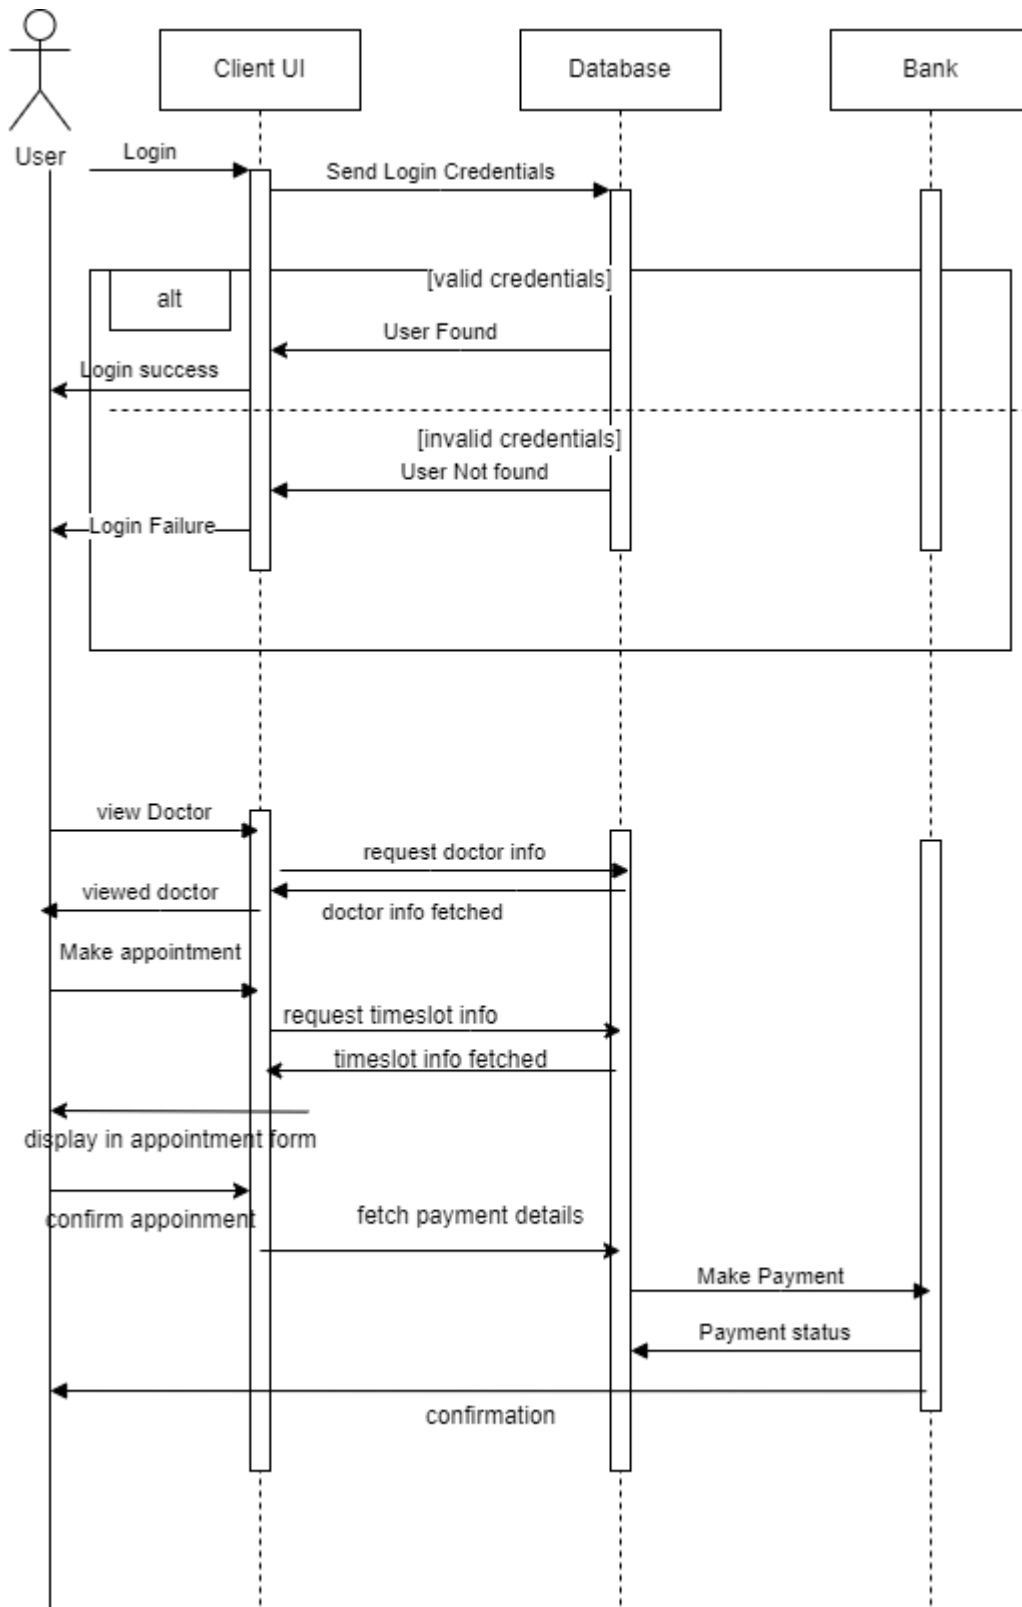 Client UI
Database
Bank
User
Login
Send Login Credentials
[valid credentials]
alt
User Found
Login success
[invalid credentials]
User Not found
Login Failure
view Doctor
request doctor info
viewed doctor
doctor info fetched
Make appointment
request timeslot info
timeslot info fetched
display in appointment form
confirm appoinment
fetch payment details
Make Payment
Payment status
confirmation